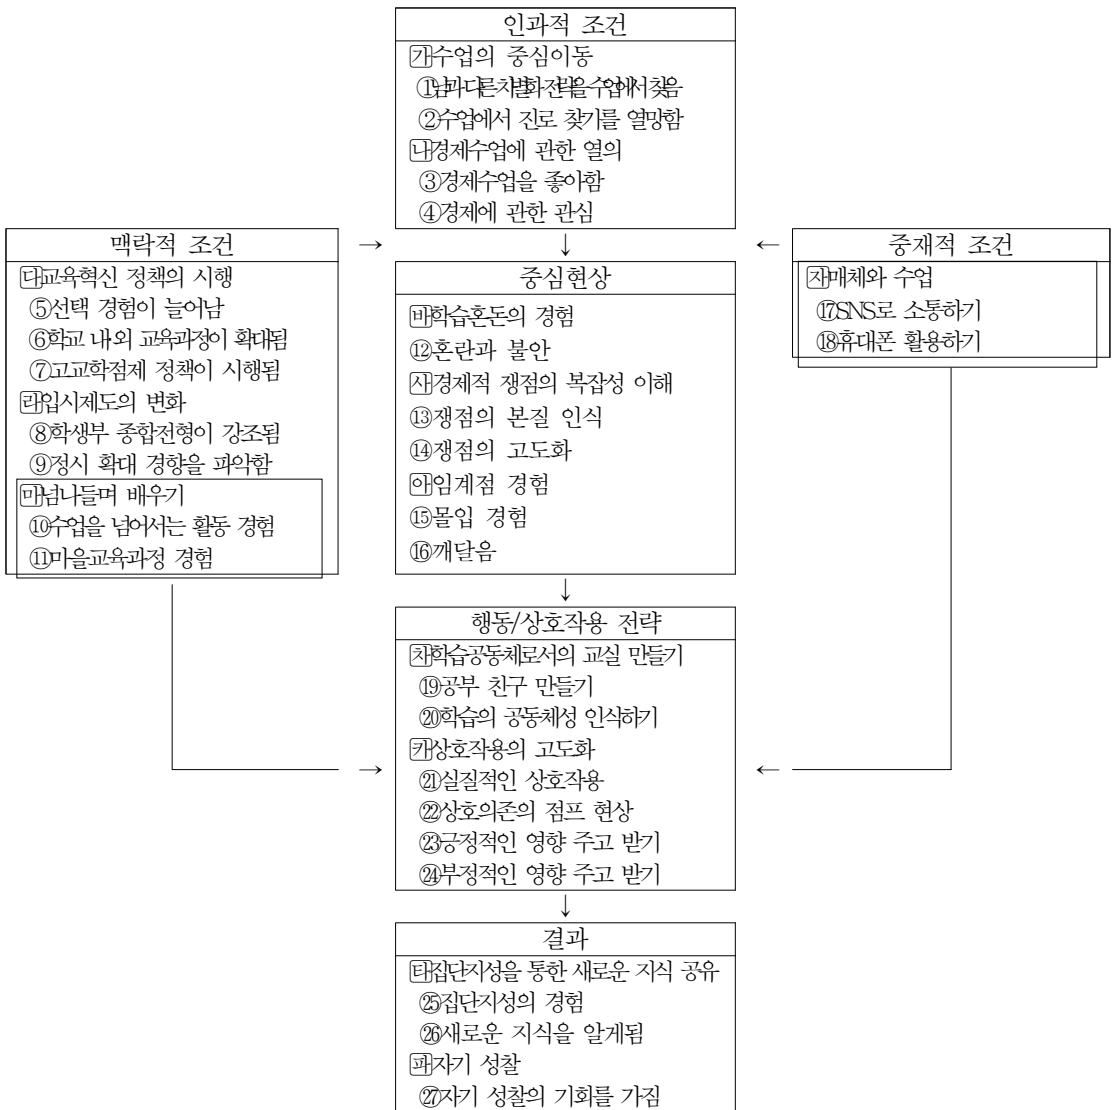 인과적 조건
가수업의 중심이동
①남과 다른 차별화 전략을 수업에서 찾음
②수업에서 진로 찾기를 열망함
나경제수업에 관한 열의
③경제수업을 좋아함
④경제에 관한 관심
맥락적 조건
다교육혁신 정책의 시행
⑤선택 경험이 늘어남
⑥학교 내외 교육과정이 확대됨
⑦고교학점제 정책이 시행됨
라입시제도의 변화
⑧학생부 종합전형이 강조됨
⑨정시 확대 경향을 파악함
마넘나들며 배우기
⑩수업을 넘어서는 활동 경험
⑪마을교육과정 경험
→
↓
←
중심현상
바학습혼돈의 경험
⑫혼란과 불안
사경제적 쟁점의 복잡성 이해
⑬쟁점의 본질 인식
⑭쟁점의 고도화
아임계점 경험
⑮몰입 경험
⑯깨달음
중재적 조건
자매체와 수업
⑰SNS로 소통하기
⑱휴대폰 활용하기
↓
행동/상호작용 전략
차학습공동체로서의 교실 만들기
⑲공부 친구 만들기
⑳학습의 공동체성 인식하기
카상호작용의 고도화
㉑실질적인 상호작용
㉒상호의존의 점프 현상
㉓긍정적인 영향 주고 받기
㉔부정적인 영향 주고 받기
→
←
↓
결과
타집단지성을 통한 새로운 지식 공유
㉕집단지성의 경험
㉖새로운 지식을 알게됨
파자기 성찰
㉗자기 성찰의 기회를 가짐